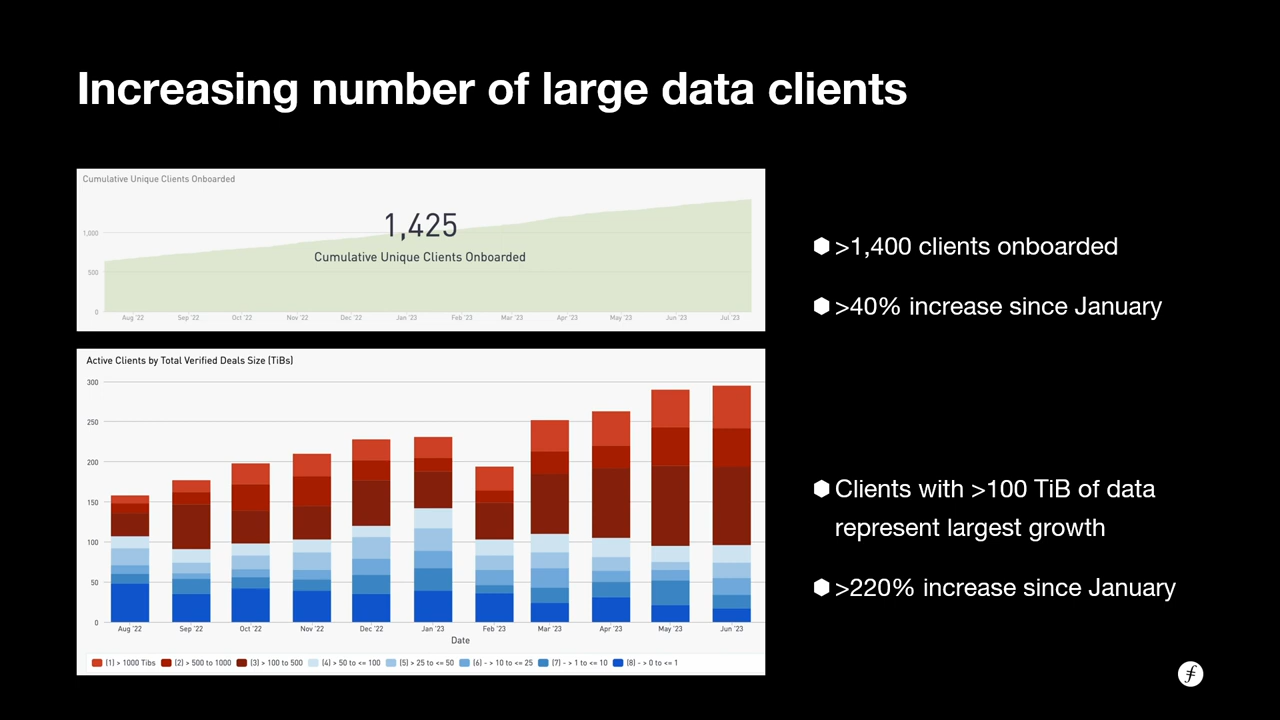 Increasing number of large data clients
Cumulative Unique Clients Onboarded
1,425
Cumulative Unique Clients Onboarded
1,000
500
0
Aug '22 Sep '22 Oct '22 Nov '22 Dec '22 Jan '23 Feb '23 Mar '23 Apr '23 May '23 Jun '23 Jul '23
>1,400 clients onboarded
>40% increase since January
Active Clients by Total Verified Deals Size (TiBs)
300
250
200
150
100
50
0
Aug '22 Sep '22 Oct '22 Nov '22 Dec '22 Jan '23 Feb '23 Mar '23 Apr '23 May '23 Jun '23
Date
(1) > 1000 Tibs (2) > 500 to 1000 (3) > 100 to 500 (4) > 50 to <= 100 (5) > 25 to <= 50 (6) - > 10 to <= 25 (7) - > 1 to <= 10 (8) - > 0 to <= 1
Clients with >100 TiB of data
represent largest growth
>220% increase since January